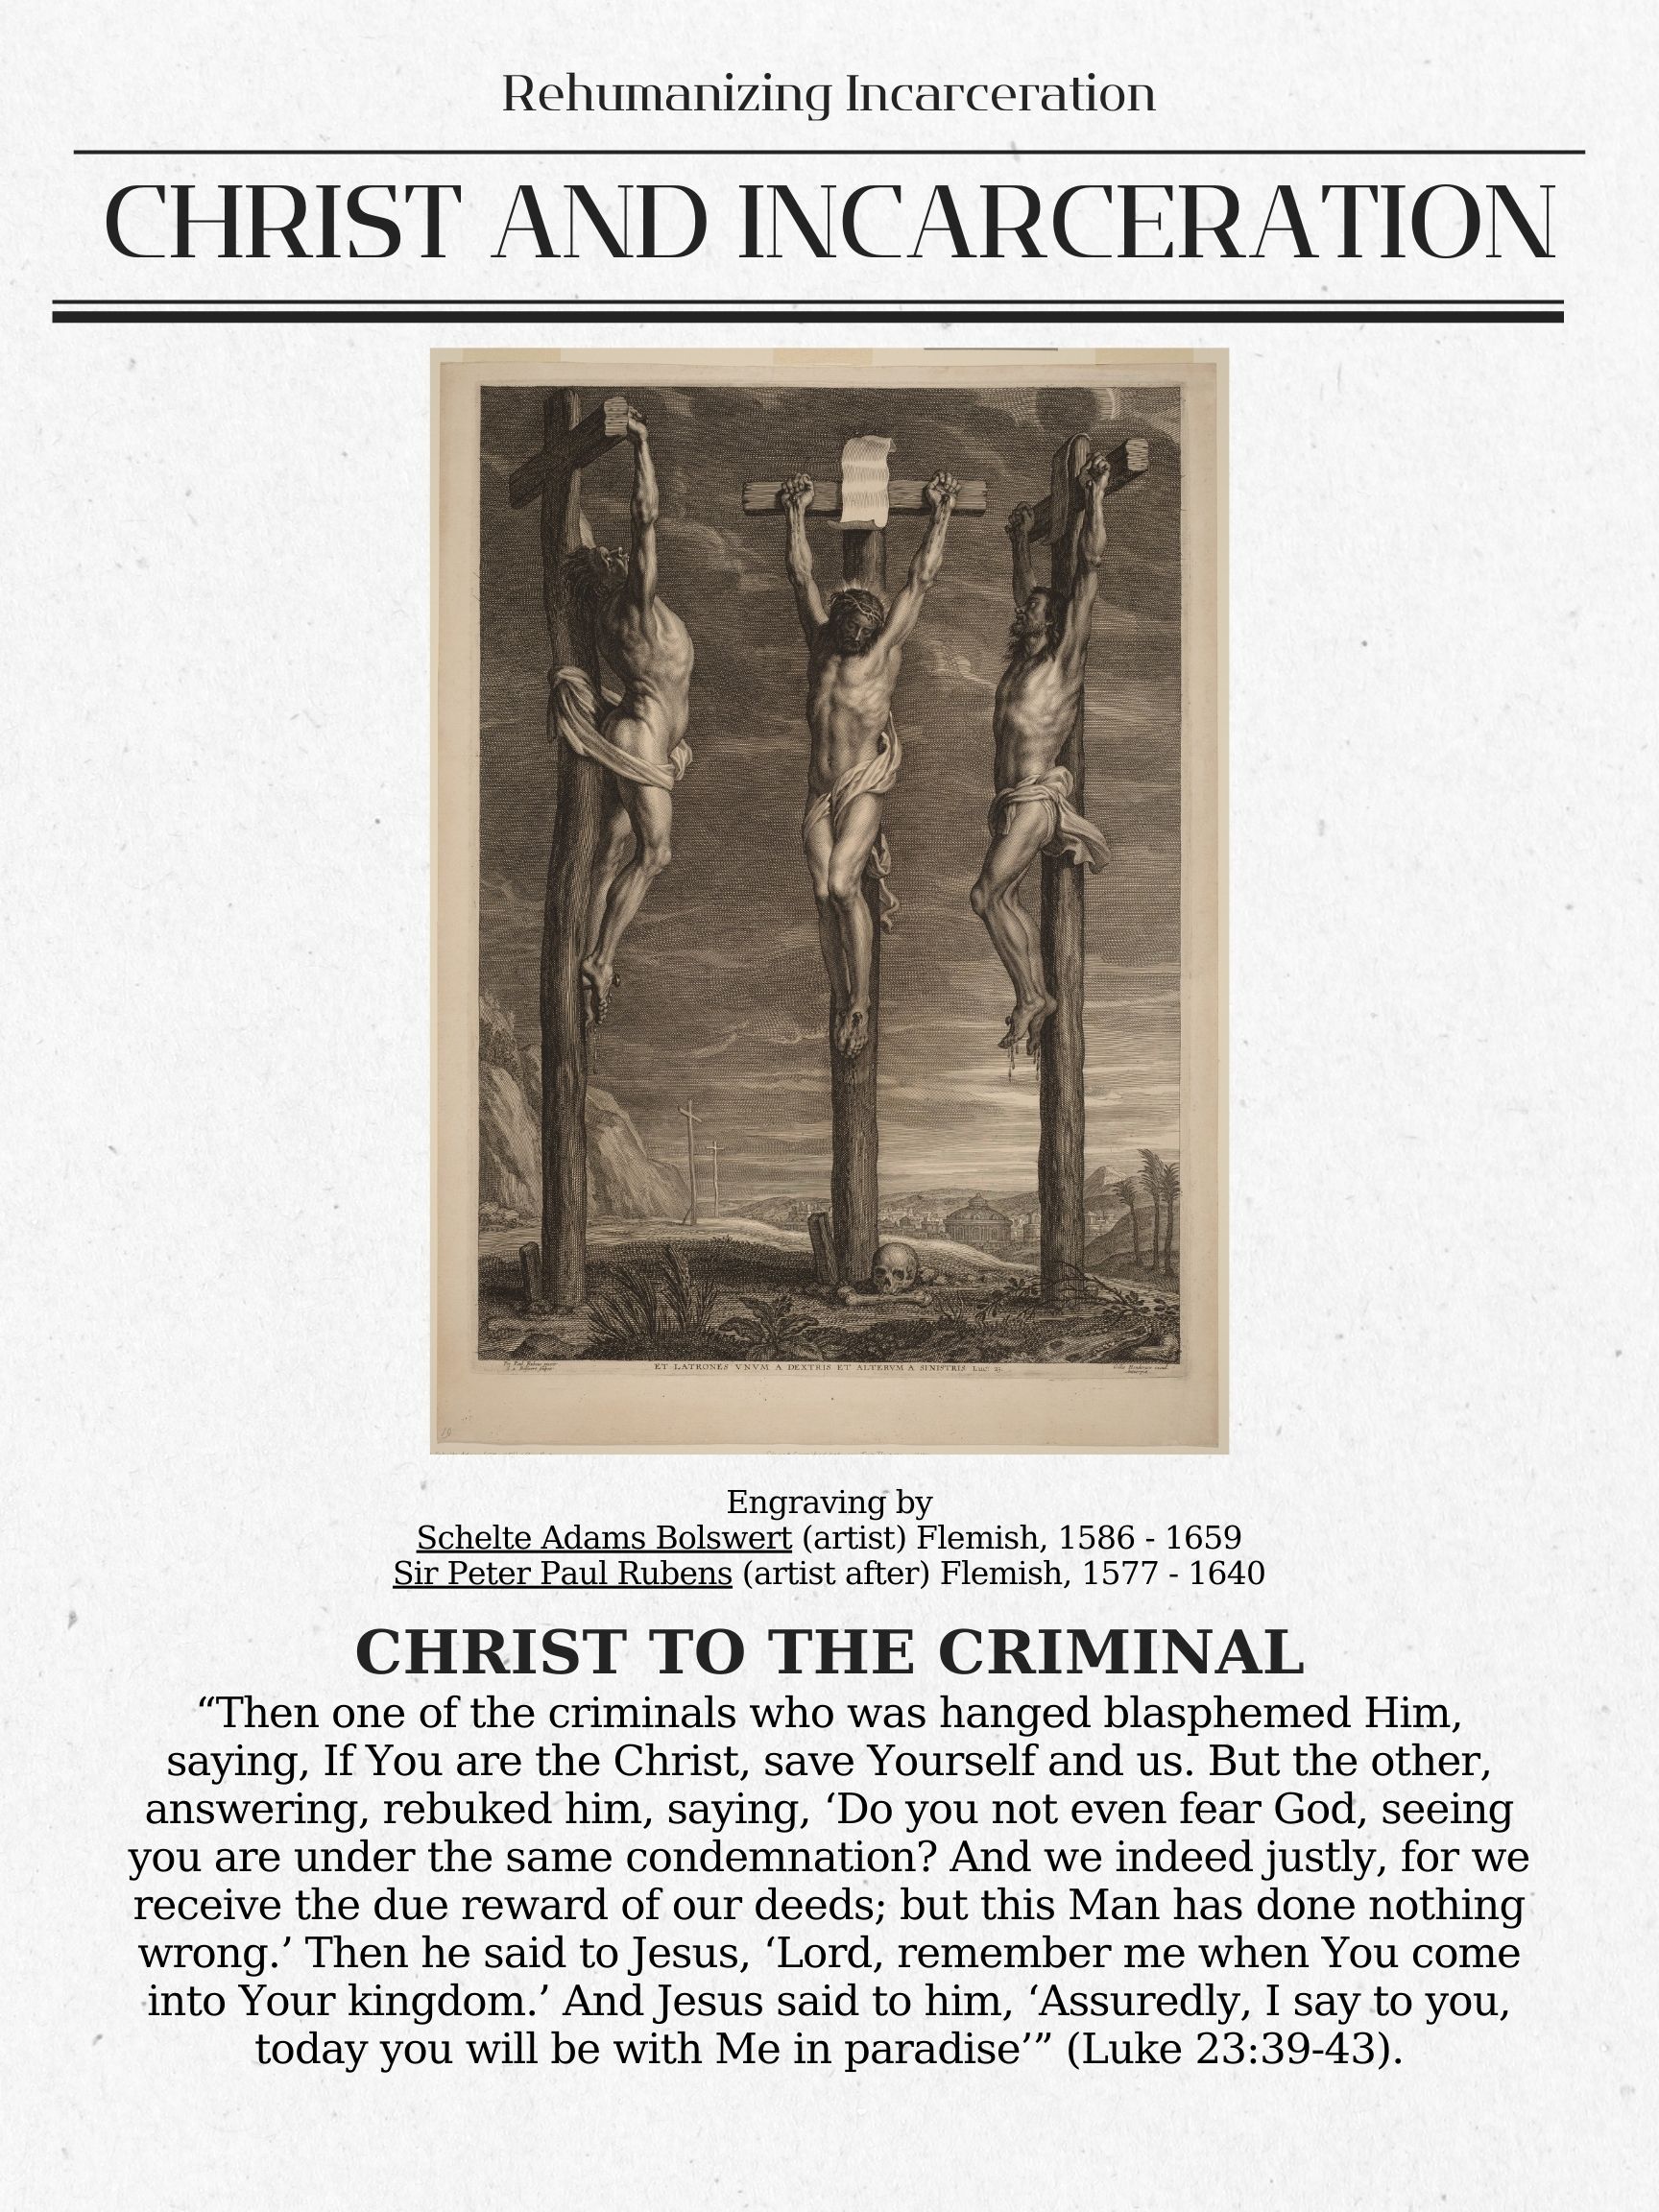 Rehumanizing Incarceration
CHRIST AND INCARCERATION
ET LATRONES VNVM A DEXTRIS ET ALTERVM A SINISTRIS Luc. 23.
Engraving by
Schelte Adams Bolswert (artist) Flemish, 1586 - 1659
Sir Peter Paul Rubens (artist after) Flemish, 1577 - 1640
CHRIST TO THE CRIMINAL
“Then one of the criminals who was hanged blasphemed Him,
saying, If You are the Christ, save Yourself and us. But the other,
answering, rebuked him, saying, ‘Do you not even fear God, seeing
you are under the same condemnation? And we indeed justly, for we
receive the due reward of our deeds; but this Man has done nothing
wrong.’ Then he said to Jesus, ‘Lord, remember me when You come
into Your kingdom.’ And Jesus said to him, ‘Assuredly, I say to you,
today you will be with Me in paradise’” (Luke 23:39-43).